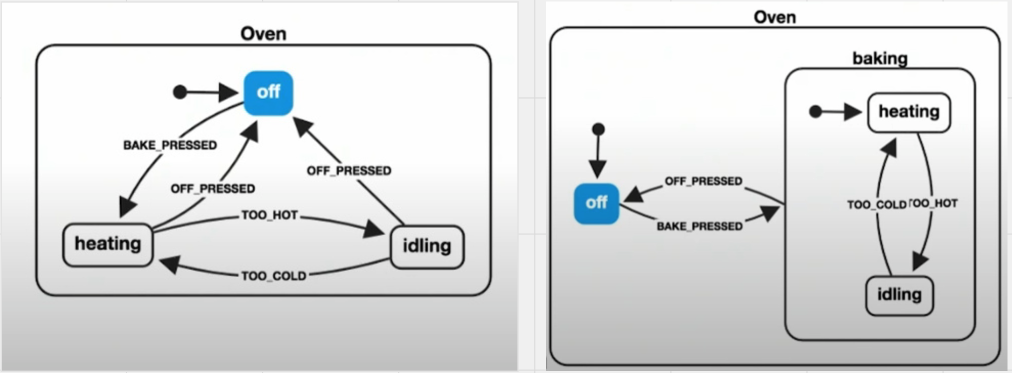 Oven
off
BAKE_PRESSED
OFF_PRESSED
OFF_PRESSED
TOO_HOT
heating
idling
TOO_COLD
Oven
baking
heating
off
OFF_PRESSED
BAKE_PRESSED
TOO_COLD
TOO_HOT
idling